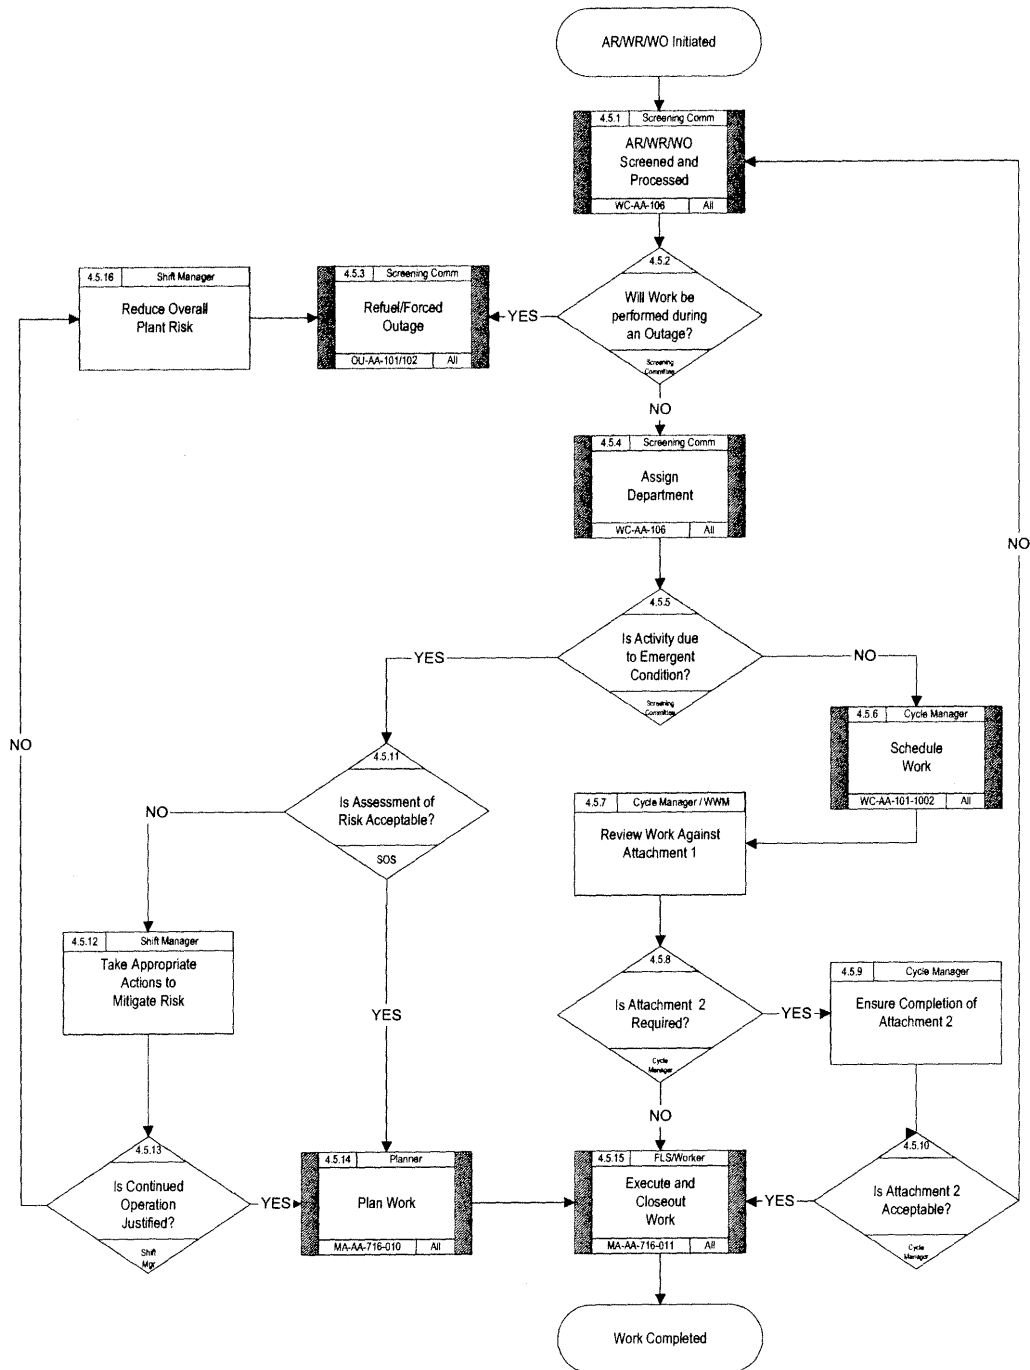 AR/WR/WO Initiated
4.5.1 Screening Comm
AR/WR/WO
Screened and
Processed
WC-AA-106 All
4.5.2
Will Work be
performed during
an Outage?
Screening
Committee
YES
4.5.3 Screening Comm
Refuel/Forced
Outage
OU-AA-101/102 All
4.5.16 Shift Manager
Reduce Overall
Plant Risk
NO
4.5.4 Screening Comm
Assign
Department
WC-AA-106 All
NO
4.5.5
Is Activity due
to Emergent
Condition?
Screening
Committee
YES
NO
4.5.6 Cycle Manager
Schedule
Work
WC-AA-101-1002 All
NO
4.5.11
Is Assessment of
Risk Acceptable?
SOS
NO
4.5.7 Cycle Manager / WWM
Review Work Against
Attachment 1
4.5.12 Shift Manager
Take Appropriate
Actions to
Mitigate Risk
YES
4.5.8
Is Attachment 2
Required?
Cycle
Manager
YES
4.5.9 Cycle Manager
Ensure Completion of
Attachment 2
NO
4.5.13
Is Continued
Operation
Justified?
Shift
Mgr
YES
4.5.14 Planner
Plan Work
MA-AA-716-010 All
4.5.15 FLS/Worker
Execute and
Closeout
Work
MA-AA-716-011 All
YES
4.5.10
Is Attachment 2
Acceptable?
Cycle
Manager
Work Completed